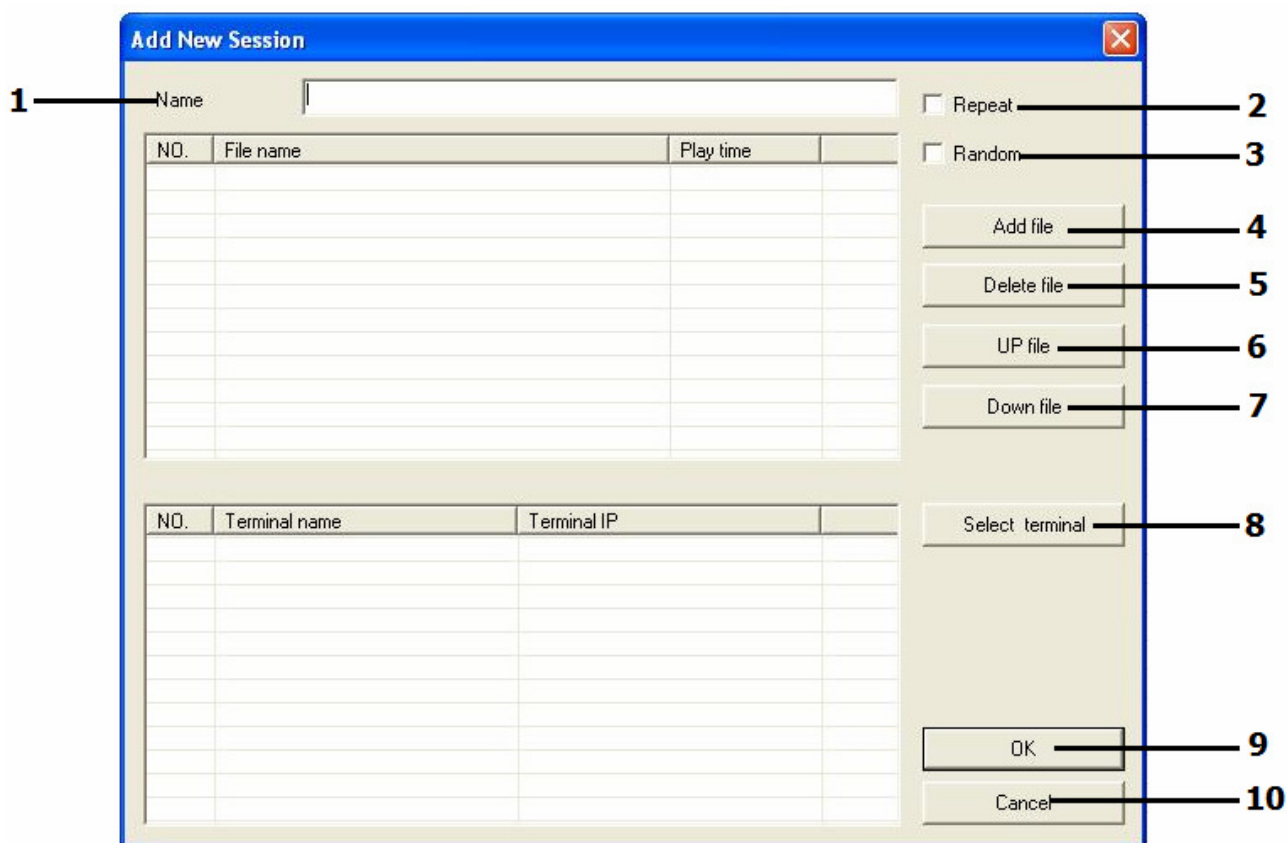 Add New Session
1 Name
Repeat 2
NO. File name Play time
Random 3
Add file 4
Delete file 5
UP file 6
Down file 7
NO. Terminal name Terminal IP
Select terminal 8
OK 9
Cancel 10